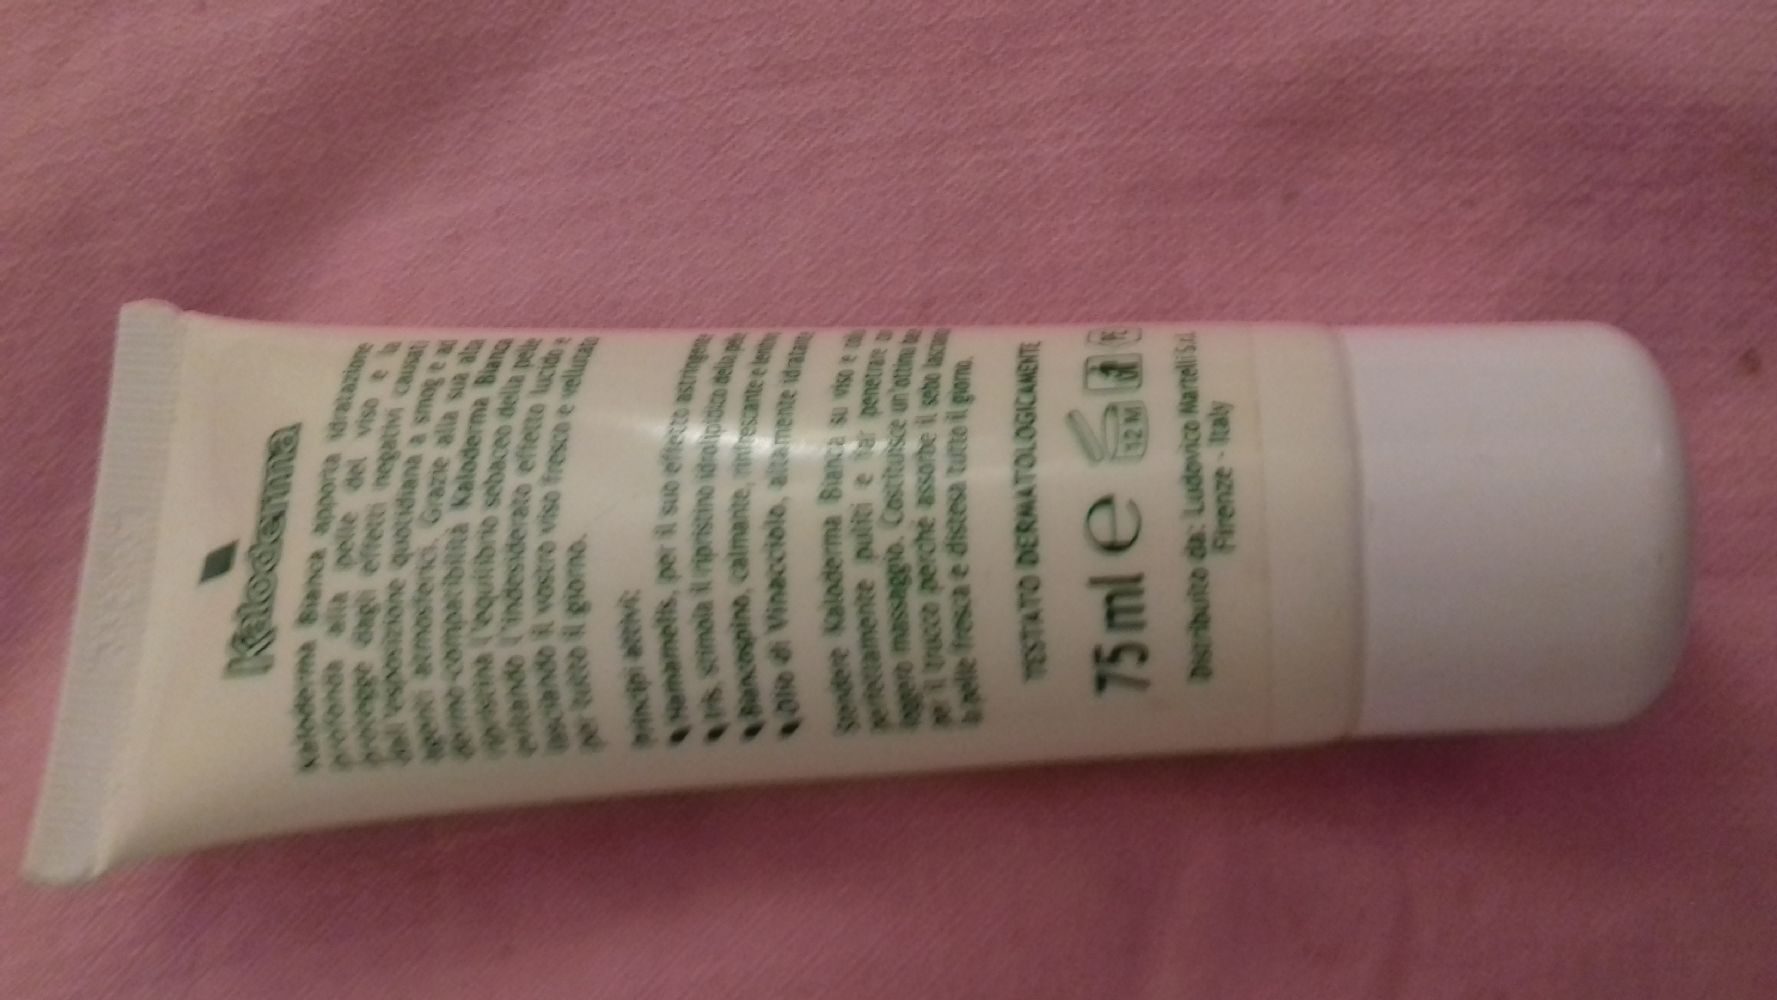 Kaloderma
Kaloderma Bianca apporta idratazione
profonda alla pelle del viso e la
protegge dagli effetti negativi causati
dall'esposizione quotidiana a smog e ad
agenti atmosferici. Grazie alla sua alta
dermo-compatibilità Kaloderma Bianca
ripristina l'equilibrio sebaceo della pelle
evitando l'indesiderato effetto lucido e
lasciando il vostro viso fresco e vellutato
per tutto il giorno.
Principi attivi:
Hamamelis, per il suo effetto astringente
Iris, stimola il ripristino idrolipidico della pelle
Biancospino, calmante, rinfrescante e lenitivo
Olio di Vinacciolo, altamente idratante
Stendere Kaloderma Bianca su viso e collo
perfettamente puliti e far penetrare con
leggero massaggio. Costituisce un'ottima base
per il trucco perché assorbe il sebo lasciando
la pelle fresca e distesa tutto il giorno.
TESTATO DERMATOLOGICAMENTE
75 ml e 12 M PE
Distribuito da: Ludovico Martelli S.r.l.
Firenze - Italy